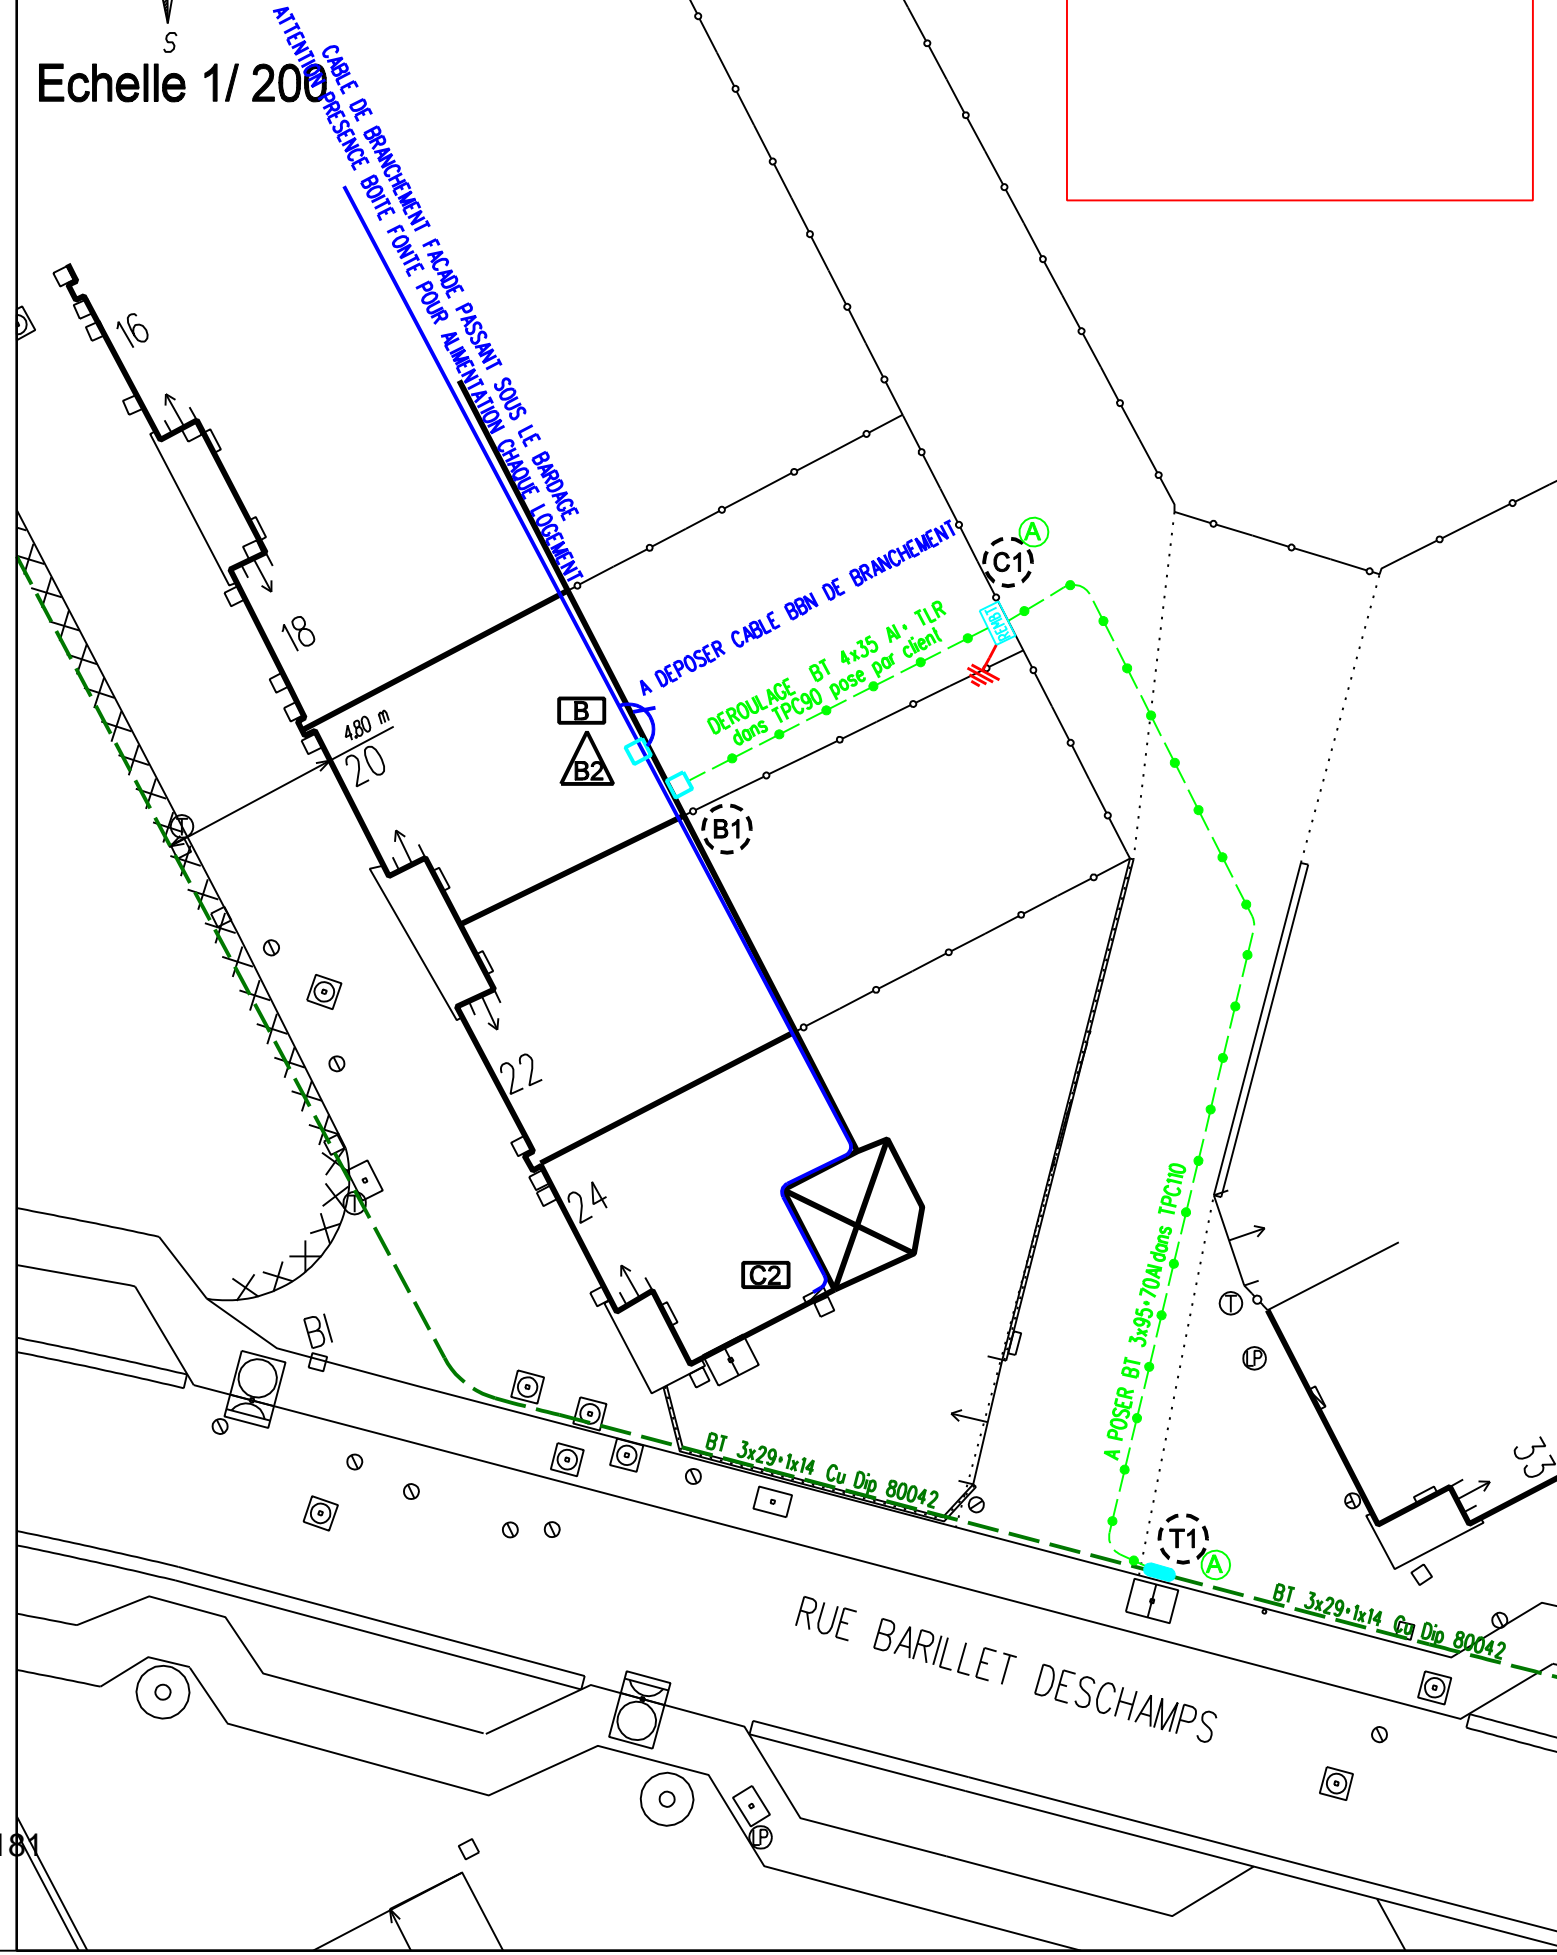 S
Echelle 1/ 200
CABLE DE BRANCHEMENT FACADE PASSANT SOUS LE BARDAGE
ATTENTION PRESENCE BOITE FONTE POUR ALIMENTATION CHAQUE LOGEMENT
16
18
4.80 m
20
A DEPOSER CABLE BBN DE BRANCHEMENT
A
C1
REMBT
DEROULAGE BT 4x35 Al+ TLR
dans TPC90 pose par client
B
B2
B1
T
22
24
C2
T
BI
A POSER BT 3x95+70Al dans TPC110
T
LP
33
BT 3x29+1x14 Cu Dip 80042
T1
A
BT 3x29+1x14 Cu Dip 80042
RUE BARILLET DESCHAMPS
LP
181